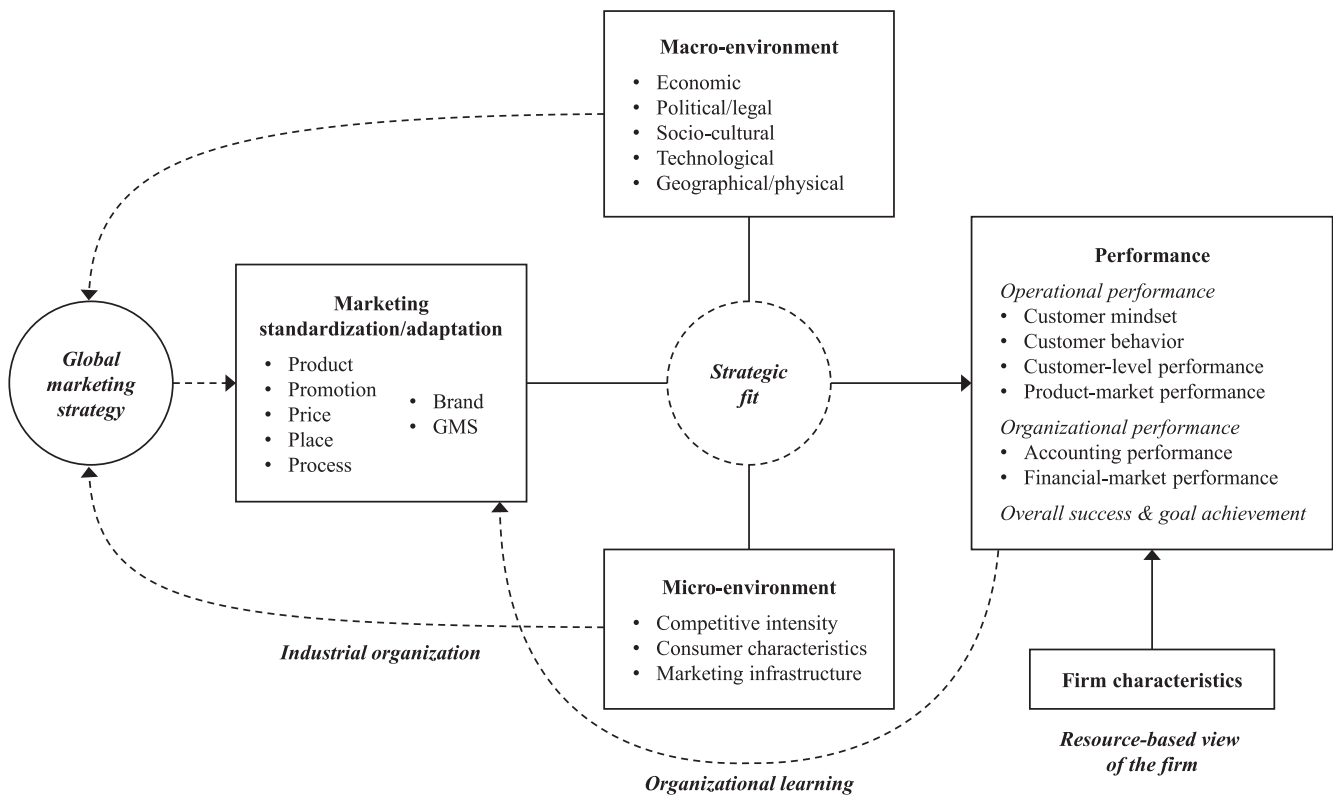 Macro-environment
• Economic
• Political/legal
• Socio-cultural
• Technological
• Geographical/physical
Global
marketing
strategy
Marketing
standardization/adaptation
• Product
• Promotion
• Price
• Place
• Process
• Brand
• GMS
Strategic
fit
Performance
Operational performance
• Customer mindset
• Customer behavior
• Customer-level performance
• Product-market performance
Organizational performance
• Accounting performance
• Financial-market performance
Overall success & goal achievement
Micro-environment
• Competitive intensity
• Consumer characteristics
• Marketing infrastructure
Industrial organization
Firm characteristics
Resource-based view
of the firm
Organizational learning